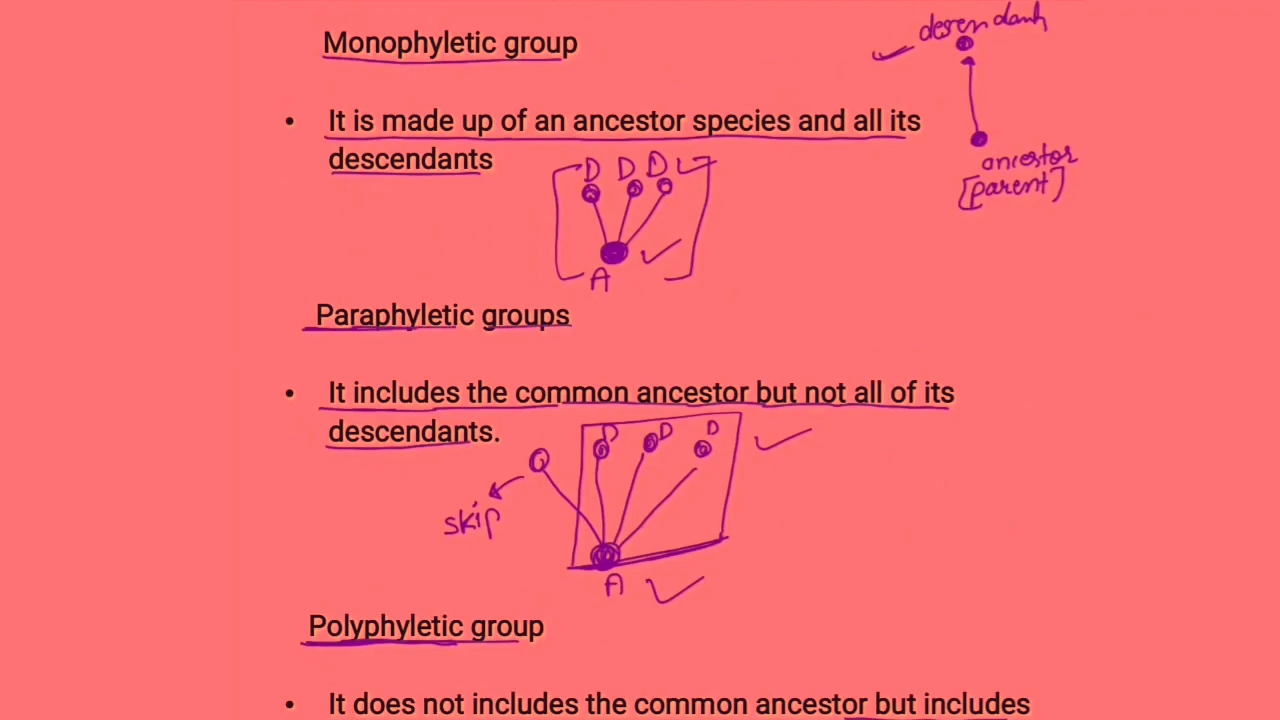 Monophyletic group
descendant
• It is made up of an ancestor species and all its
descendants
D D D
ancestor
[parent]
A
Paraphyletic groups
• It includes the common ancestor but not all of its
descendants.
D D D
skip
A
Polyphyletic group
• It does not includes the common ancestor but includes